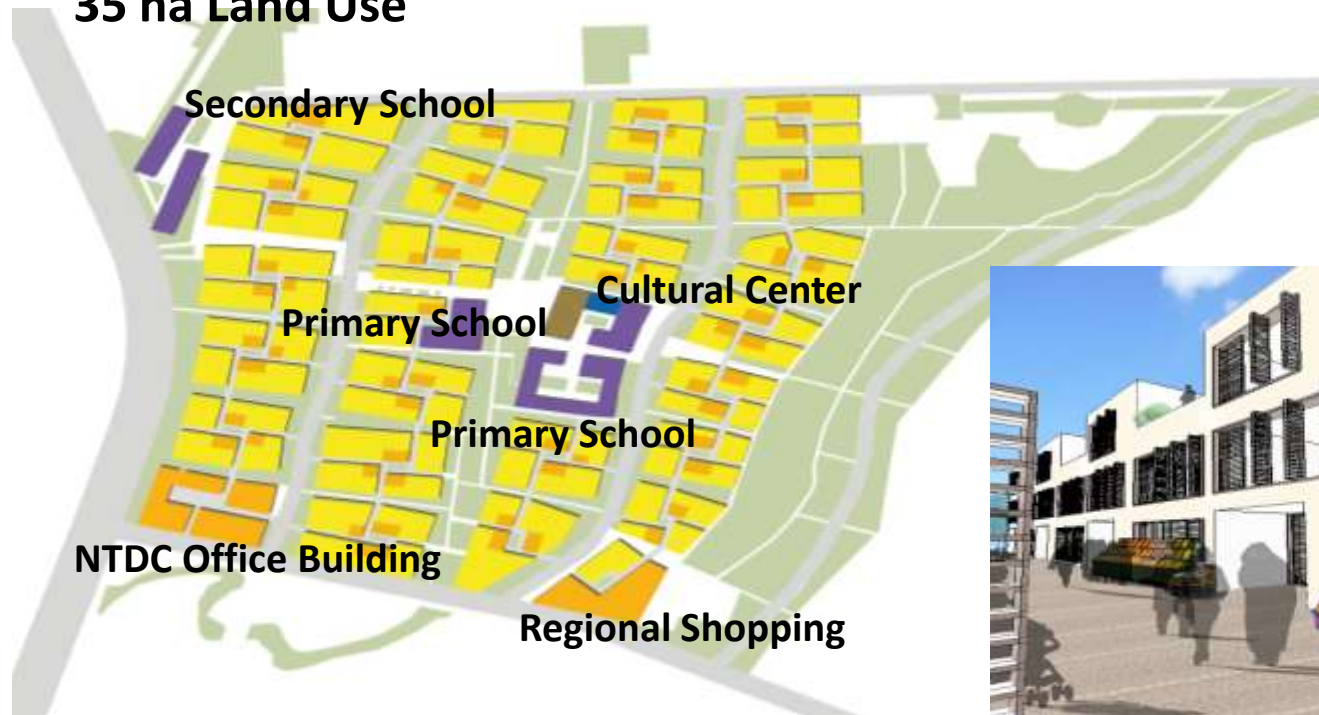 35 ha Land Use
Secondary School
Cultural Center
Primary School
Primary School
NTDC Office Building
Regional Shopping